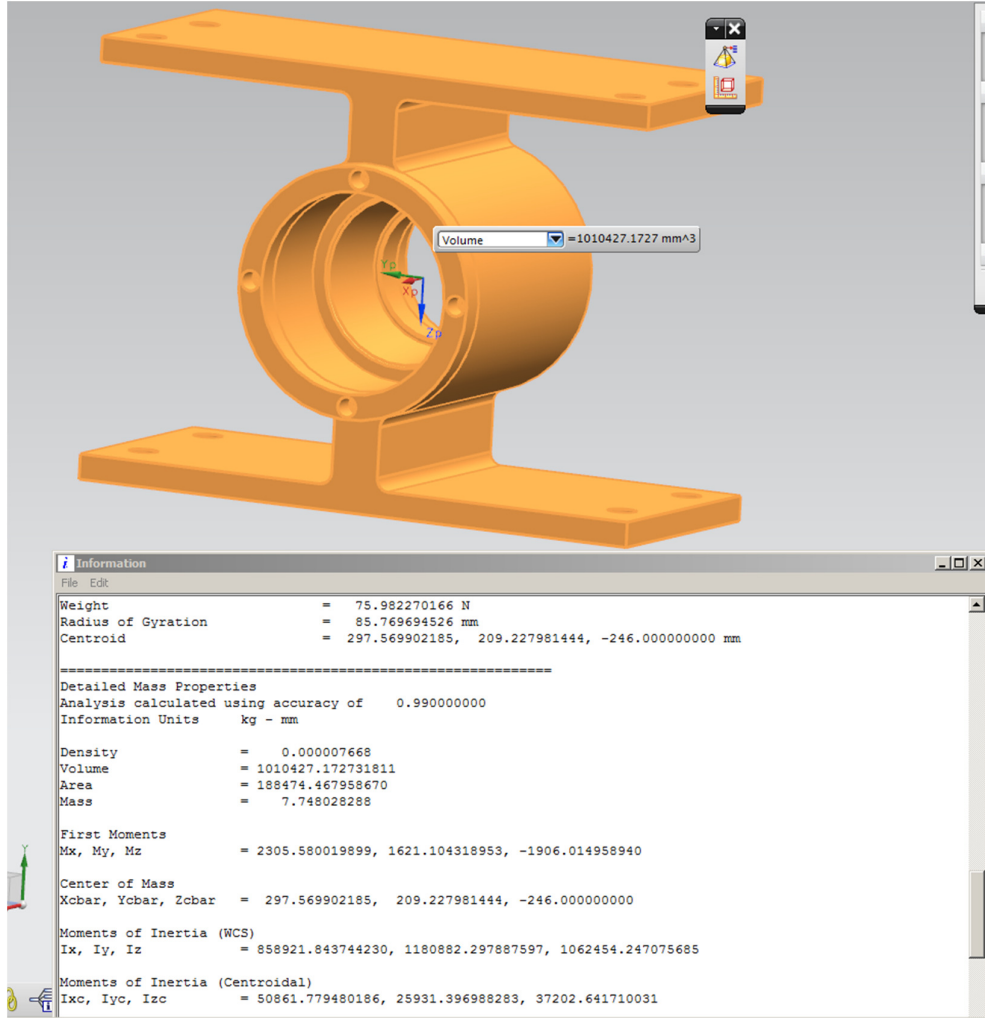 Volume =1010427.1727 mm^3
Yp
Xp
Zp
i Information
File Edit
Weight = 75.982270166 N
Radius of Gyration = 85.769694526 mm
Centroid = 297.569902185, 209.227981444, -246.000000000 mm
============================================================
Detailed Mass Properties
Analysis calculated using accuracy of 0.990000000
Information Units kg - mm
Density = 0.000007668
Volume = 1010427.172731811
Area = 188474.467958670
Mass = 7.748028288
First Moments
Mx, My, Mz = 2305.580019899, 1621.104318953, -1906.014958940
Y
Center of Mass
Xcbar, Ycbar, Zcbar = 297.569902185, 209.227981444, -246.000000000
Moments of Inertia (WCS)
Ix, Iy, Iz = 858921.843744230, 1180882.297887597, 1062454.247075685
Moments of Inertia (Centroidal)
Ixc, Iyc, Izc = 50861.779480186, 25931.396988283, 37202.641710031